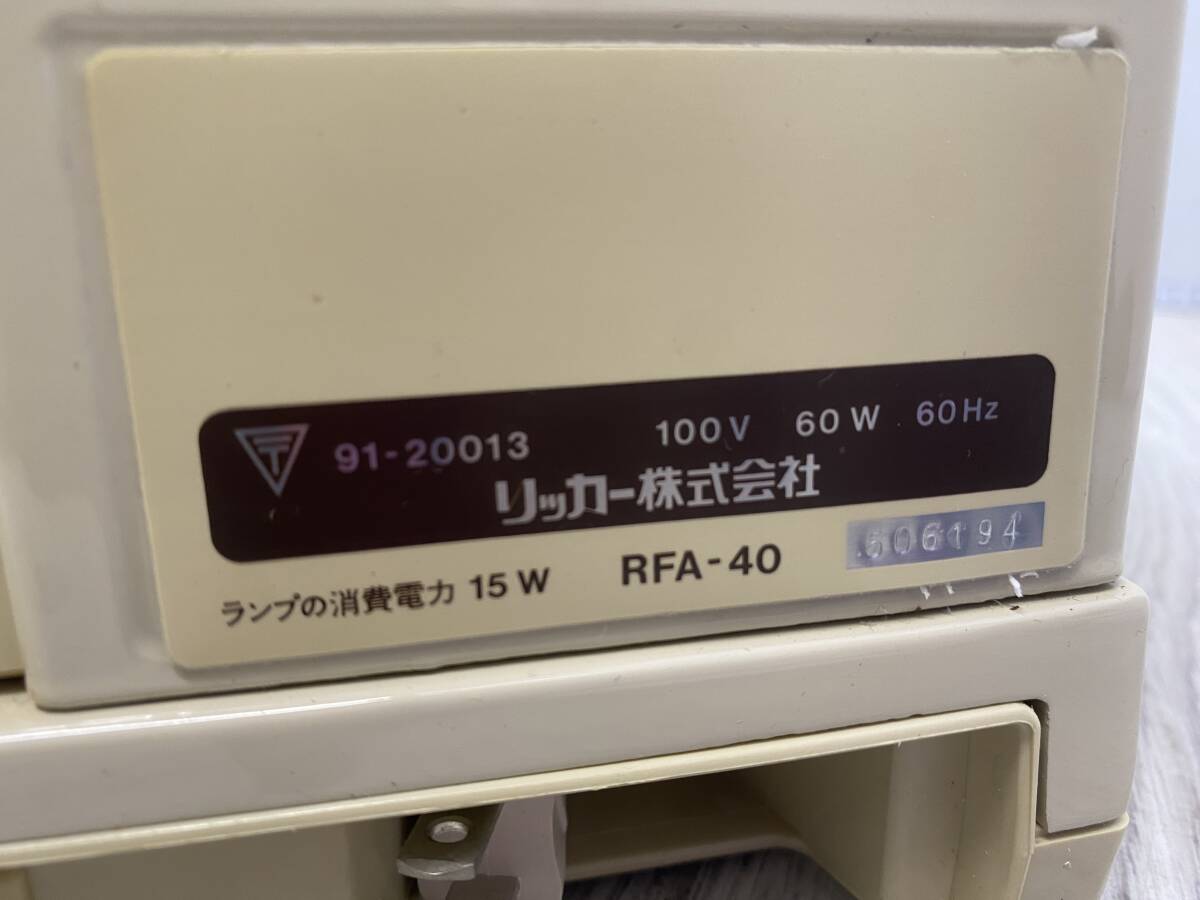 91-20013 100V 60W 60Hz
リッカー株式会社
ランプの消費電力 15W RFA-40 506194